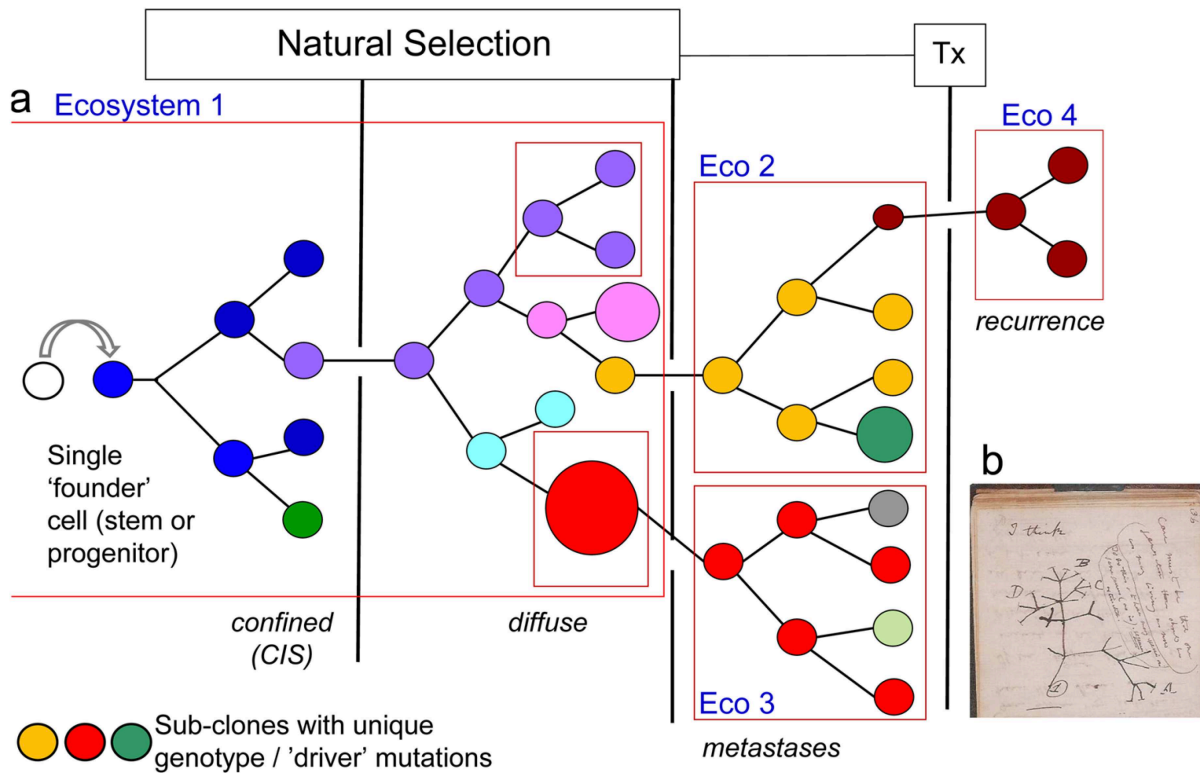 Natural Selection
Tx
a
Ecosystem 1
Eco 2
Eco 4
recurrence
Single
'founder'
cell (stem or
progenitor)
confined
(CIS)
diffuse
Eco 3
metastases
b
I think
B
C
D
A
1
Sub-clones with unique
genotype / 'driver' mutations